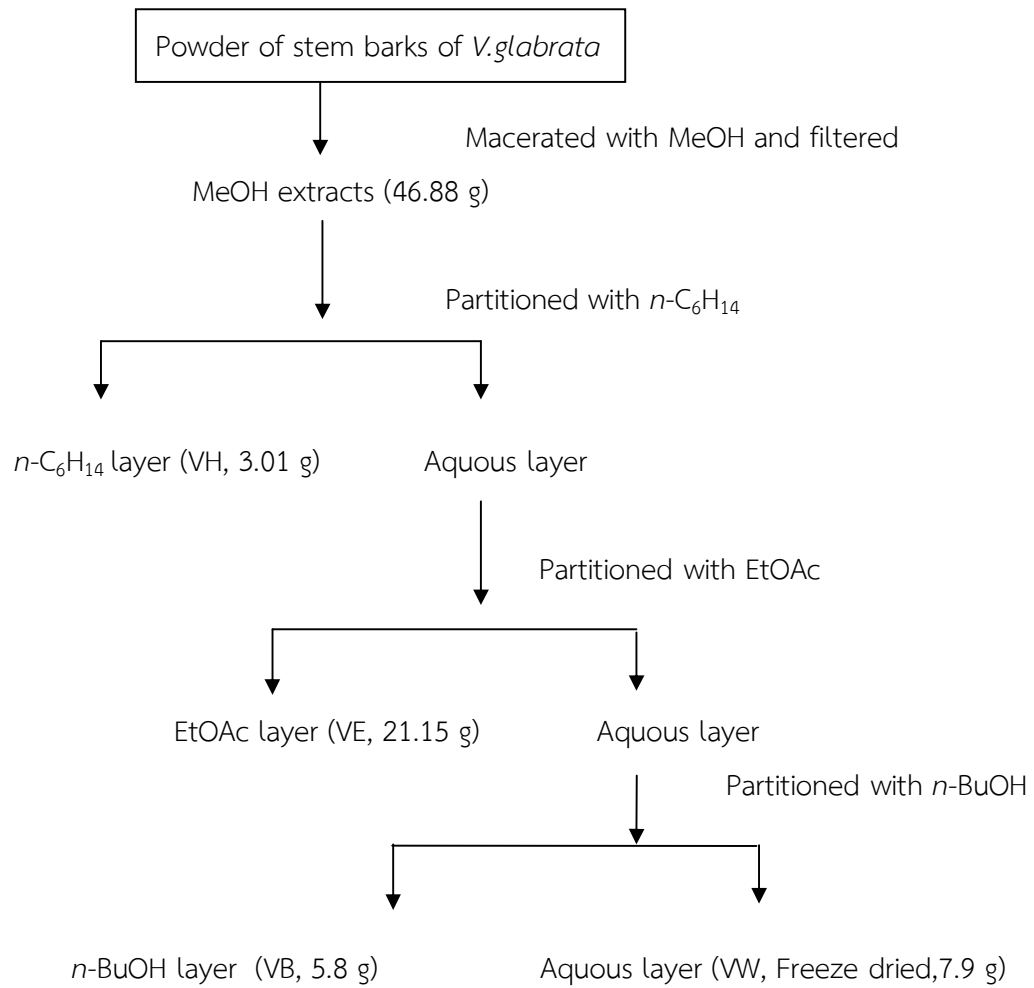 Powder of stem barks of V.glabrata
Macerated with MeOH and filtered
MeOH extracts (46.88 g)
Partitioned with n-C₆H₁₄
n-C₆H₁₄ layer (VH, 3.01 g)
Aquous layer
Partitioned with EtOAc
EtOAc layer (VE, 21.15 g)
Aquous layer
Partitioned with n-BuOH
n-BuOH layer (VB, 5.8 g)
Aquous layer (VW, Freeze dried,7.9 g)